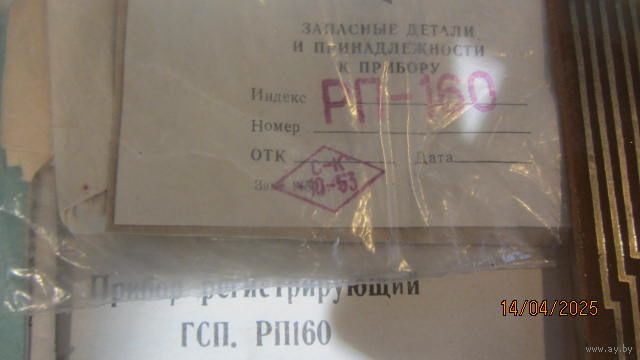 ЗАПАСНЫЕ ДЕТАЛИ
И ПРИНАДЛЕЖНОСТИ
К ПРИБОРУ
Индекс РП-160
Номер
ОТК Дата
С-К
10-53
Прибор регистрирующий
ГСП. РП160
14/04/2025
www.ay.by